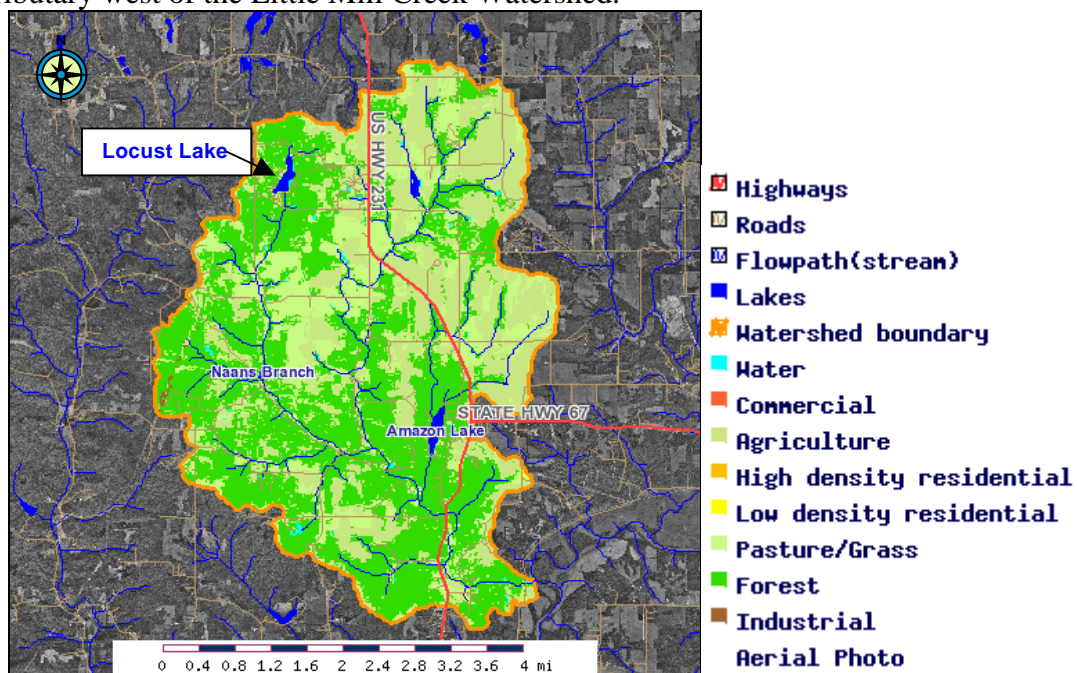 ibutary west of the Little Mill Creek Watershed.
N
Locust Lake
US HWY 231
Naans Branch
STATE HWY 67
Amazon Lake
0 0.4 0.8 1.2 1.6 2 2.4 2.8 3.2 3.6 4 mi
Highways
Roads
Flowpath(stream)
Lakes
Watershed boundary
Water
Commercial
Agriculture
High density residential
Low density residential
Pasture/Grass
Forest
Industrial
Aerial Photo